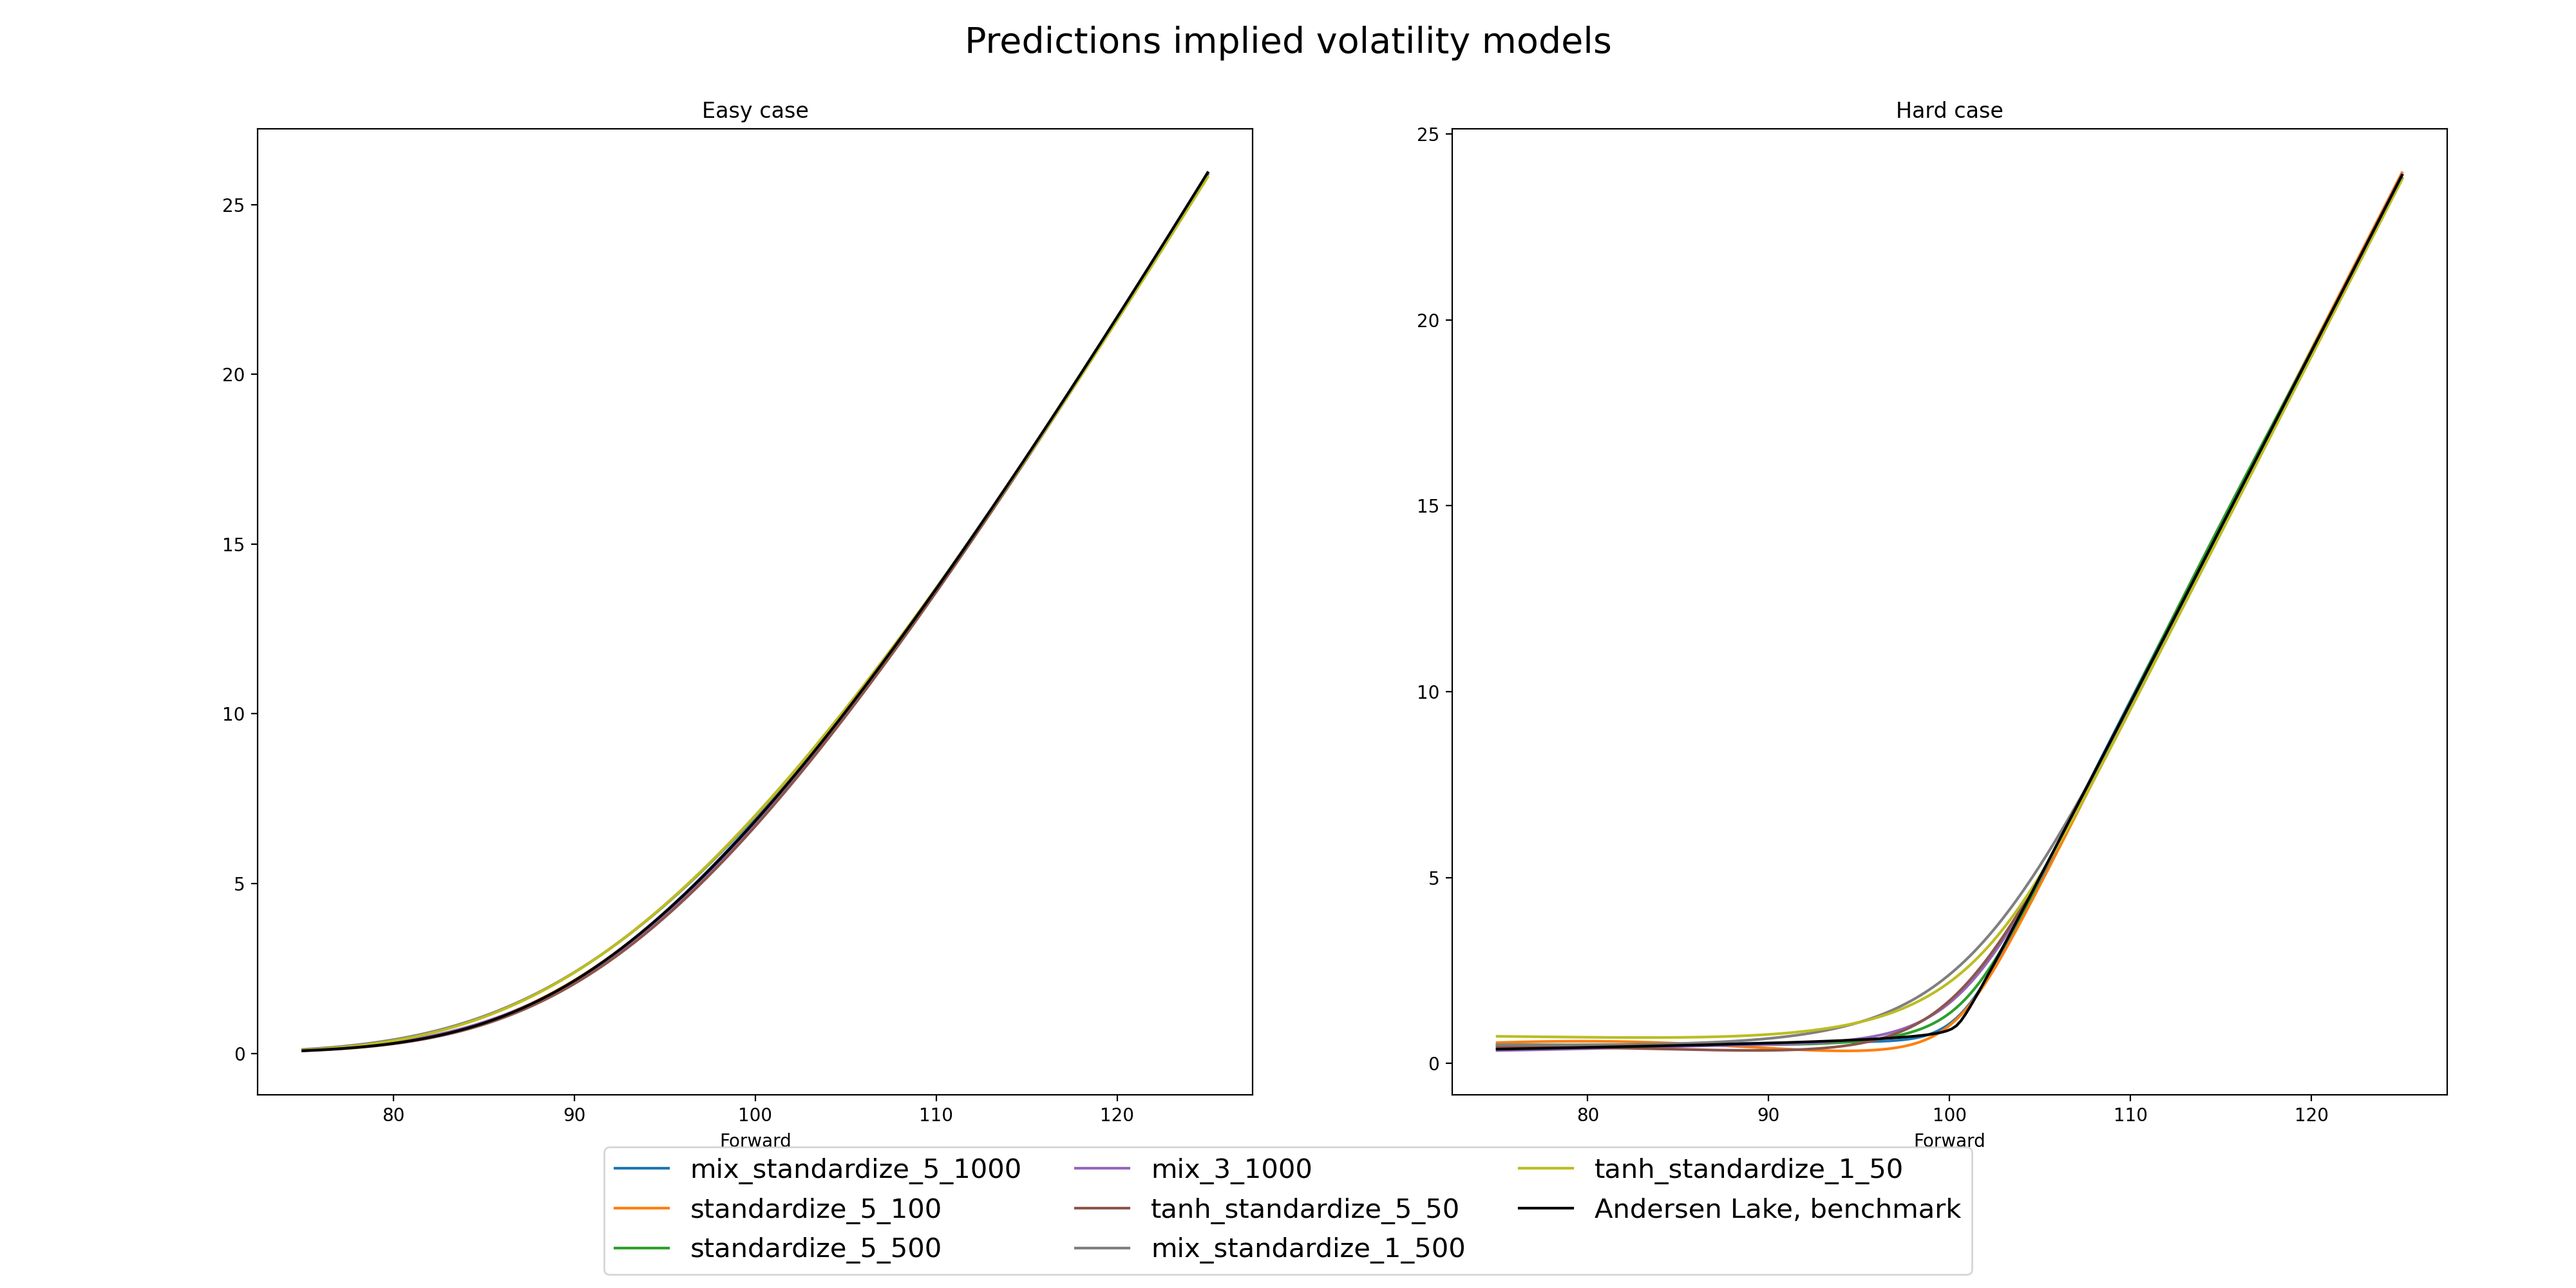 Predictions implied volatility models
Easy case
25
20
15
10
5
0
80 90 100 110 120
Forward
Hard case
25
20
15
10
5
0
80 90 100 110 120
Forward
mix_standardize_5_1000
standardize_5_100
standardize_5_500
mix_3_1000
tanh_standardize_5_50
mix_standardize_1_500
tanh_standardize_1_50
Andersen Lake, benchmark